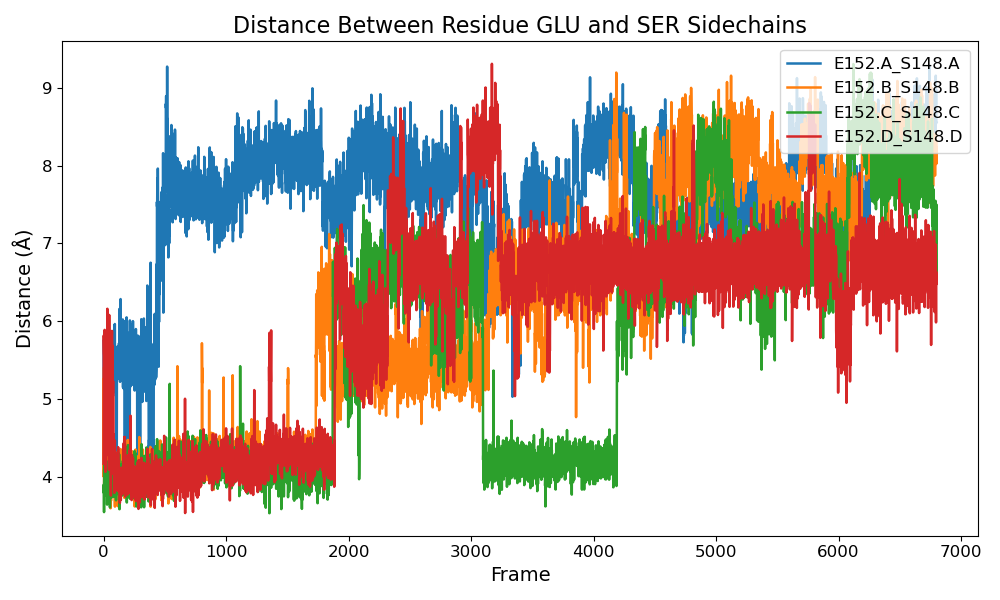 Distance Between Residue GLU and SER Sidechains
E152.A_S148.A
E152.B_S148.B
E152.C_S148.C
E152.D_S148.D
Distance (Å)
9
8
7
6
5
4
0 1000 2000 3000 4000 5000 6000 7000
Frame